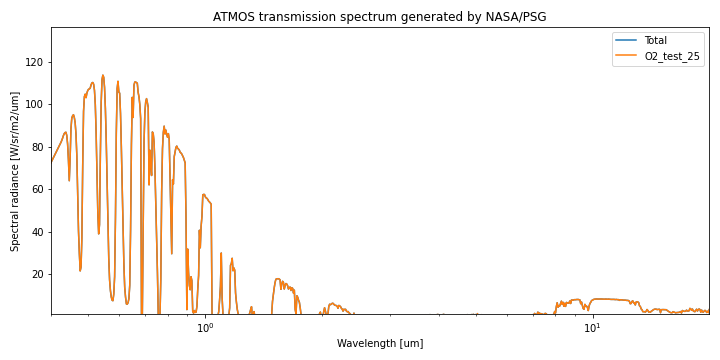 ATMOS transmission spectrum generated by NASA/PSG
Total
O2_test_25
120
100
80
60
40
20
Spectral radiance [W/sr/m2/um]
10⁰
10¹
Wavelength [um]